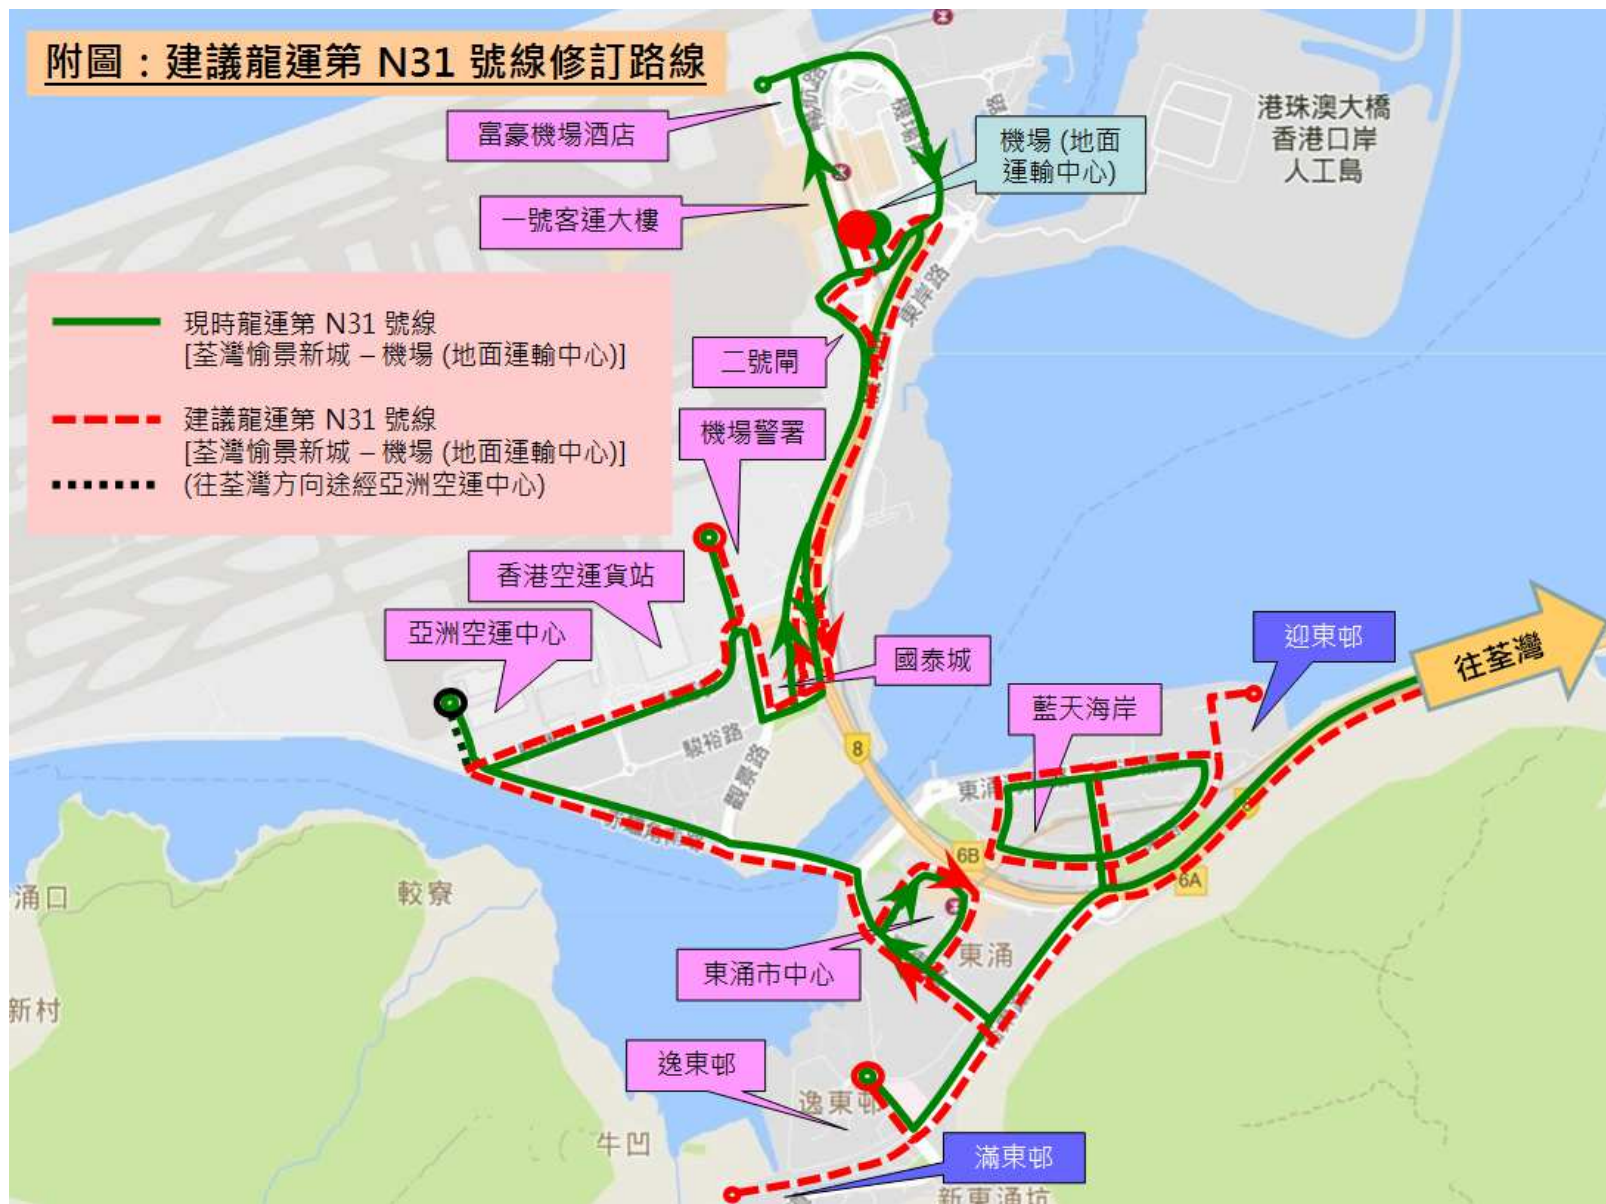 附圖：建議龍運第 N31 號線修訂路線
富豪機場酒店
機場 (地面
運輸中心)
港珠澳大橋
香港口岸
人工島
一號客運大樓
東岸路
現時龍運第 N31 號線
[荃灣愉景新城 – 機場 (地面運輸中心)]
建議龍運第 N31 號線
[荃灣愉景新城 – 機場 (地面運輸中心)]
(往荃灣方向途經亞洲空運中心)
二號閘
機場警署
香港空運貨站
亞洲空運中心
國泰城
迎東邨
往荃灣
藍天海岸
駿裕路
觀景路
8
6B
6A
涌口
較寮
東涌
東涌市中心
新村
逸東邨
逸東邨
牛凹
滿東邨
新東涌坑